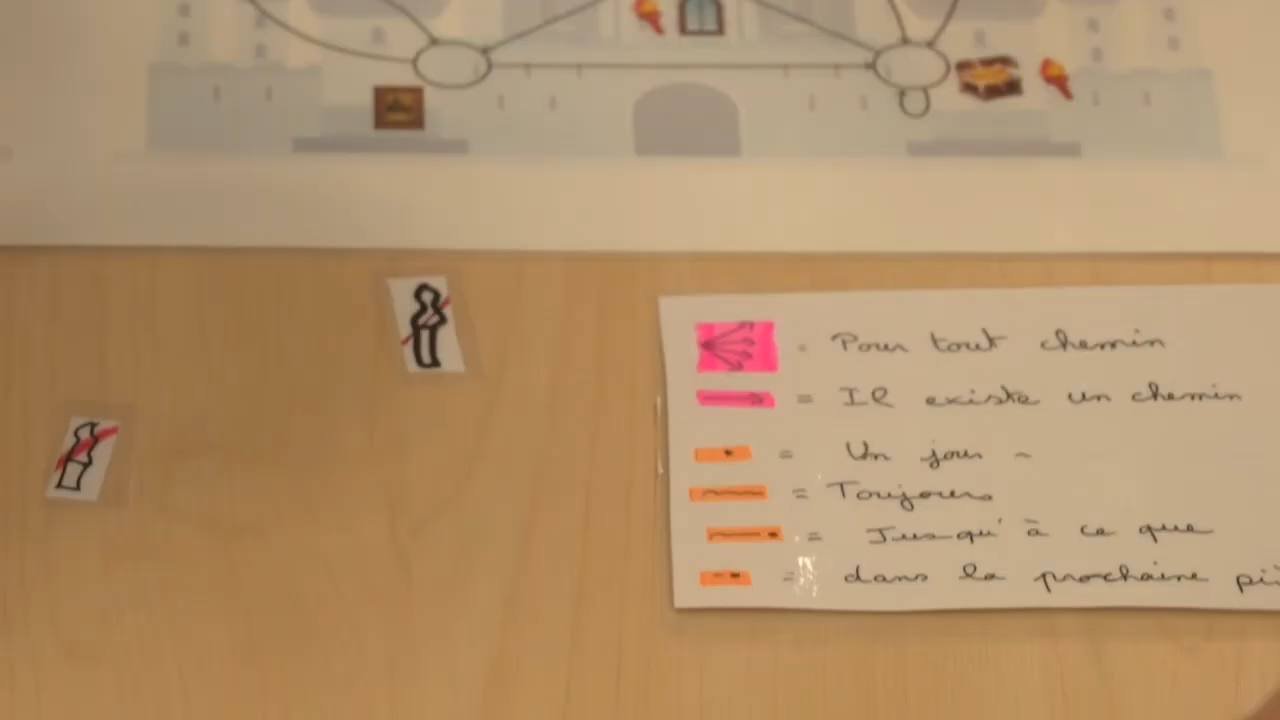 = Pour tout chemin
= Il existe un chemin
= Un jour ~
= Toujours
= Jusqu'à ce que
= dans la prochaine